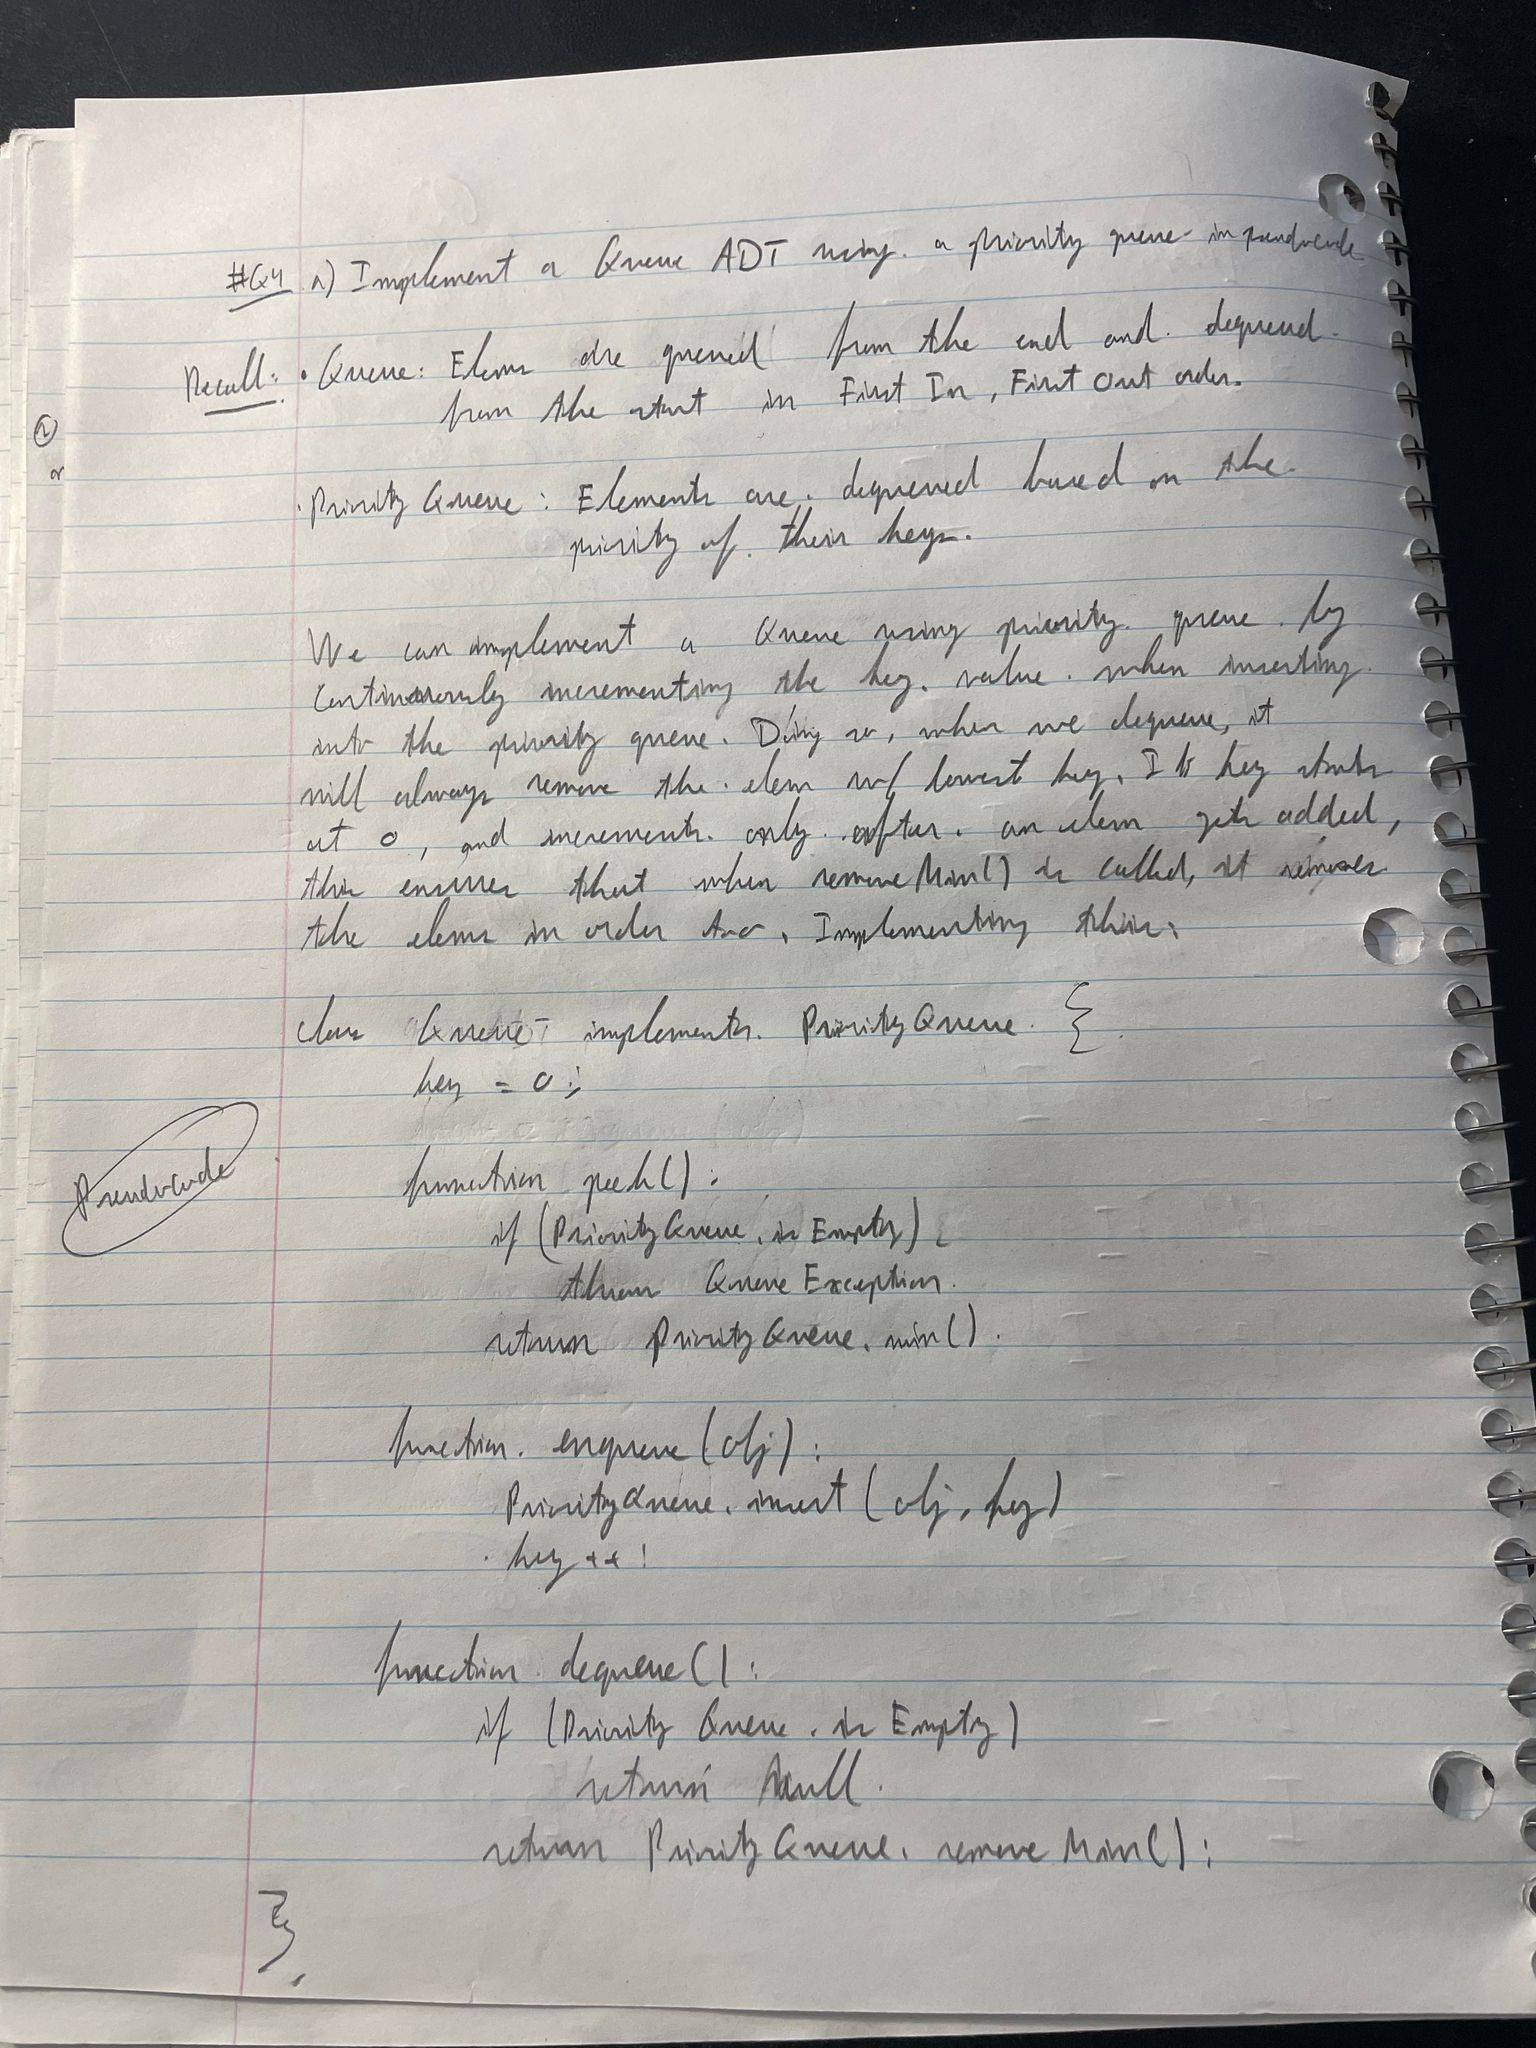 #Q4 a) Implement a Queue ADT using a priority queue in pseudocode
Recall: • Queue: Elems are queued from the end and dequeued
from the start in First In, First Out order.
• Priority Queue: Elements are dequeued based on the
priority of their keys.
We can implement a Queue using priority queue by
continuously incrementing the key value when inserting
into the priority queue. Doing so, when we dequeue, it
will always remove the elem w/ lowest key. If key starts
at 0, and increments only after an elem gets added,
this ensures that when removeMin() is called, it removes
the elems in order too. Implementing this:
class Queue implements PriorityQueue {
key = 0;
function peek():
if (PriorityQueue.isEmpty)
throw QueueException
return PriorityQueue.min().
Pseudocode
function enqueue(obj):
PriorityQueue.insert(obj, key)
key++;
function dequeue():
if (PriorityQueue.isEmpty)
return Null.
return PriorityQueue.removeMin();
}